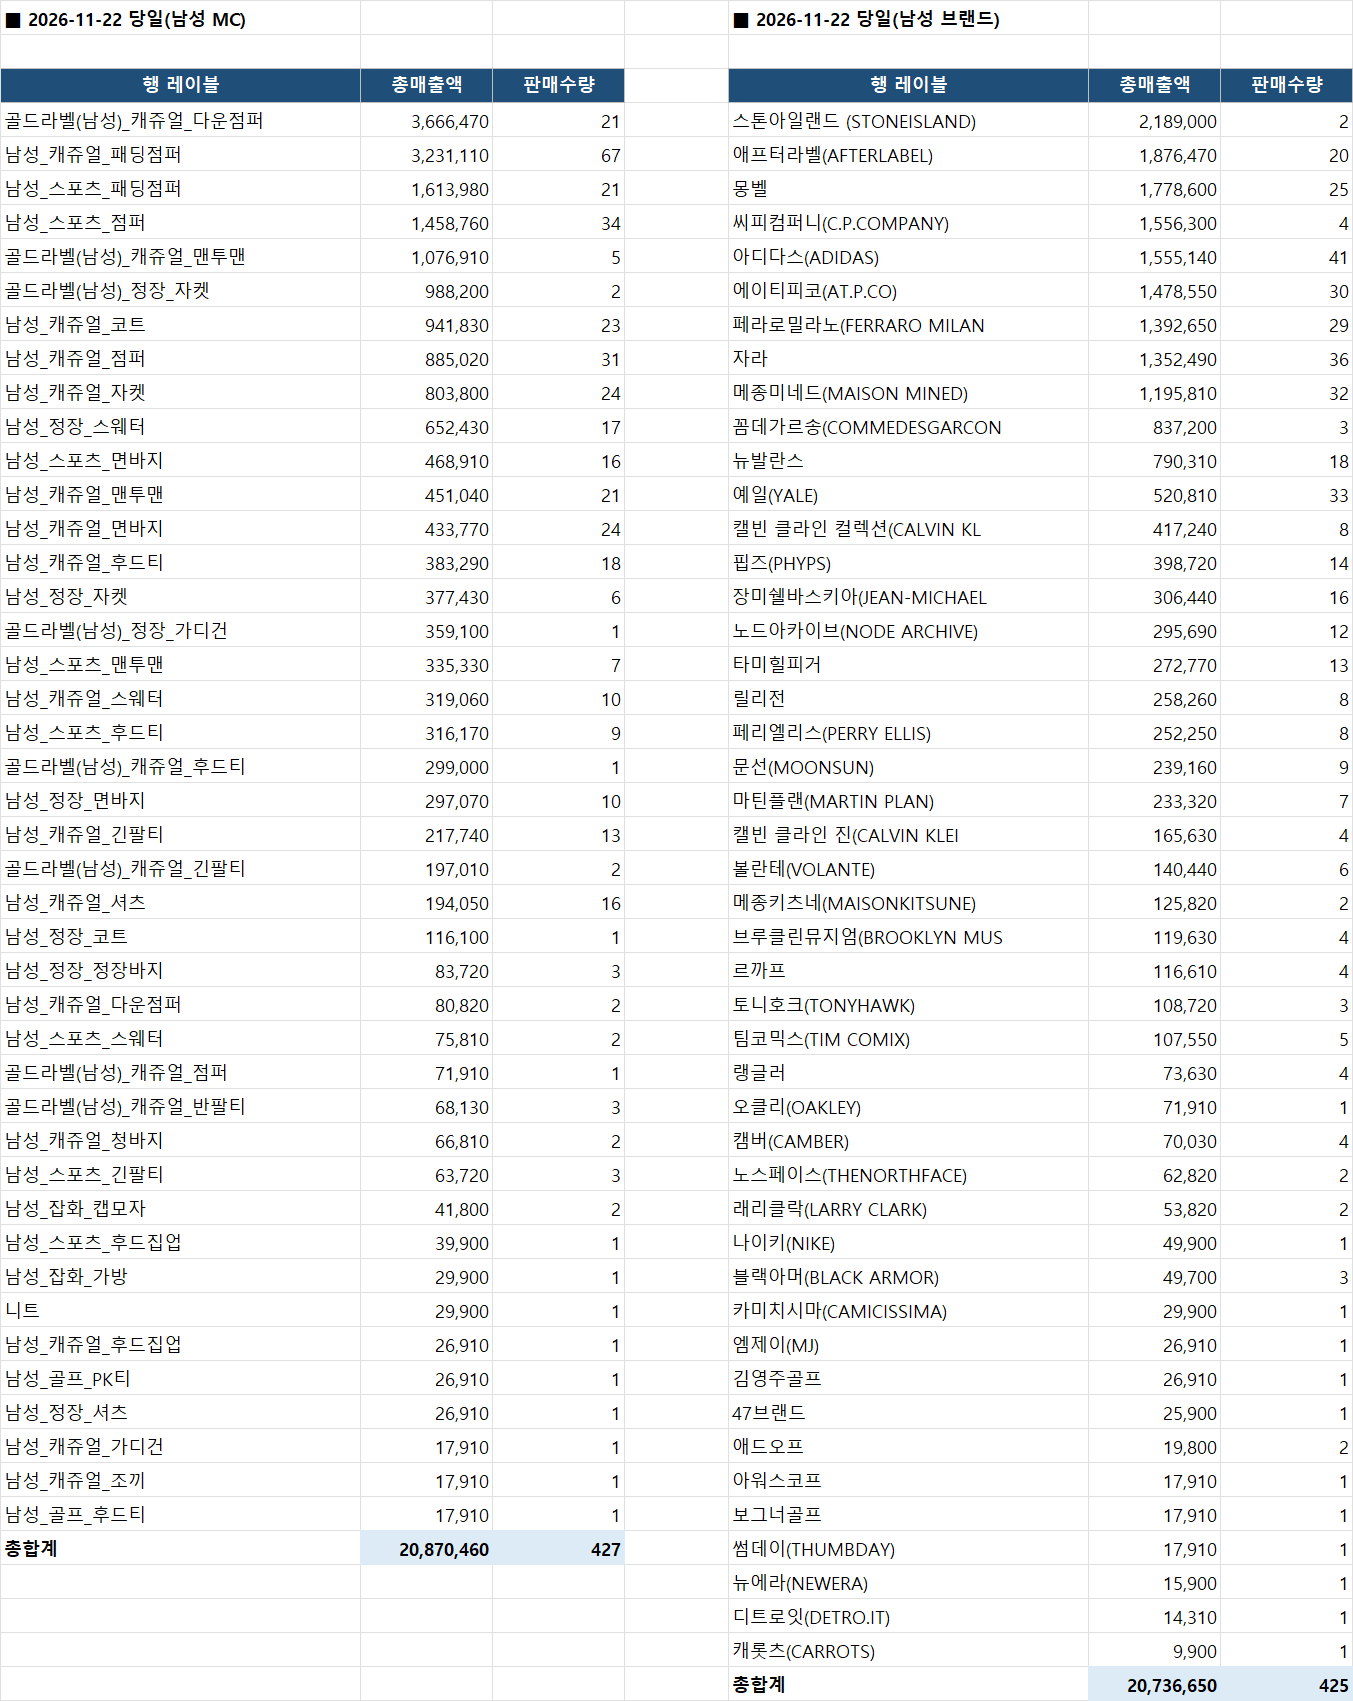 ■ 2026-11-22 당일(남성 MC)
행 레이블 총매출액 판매수량
골드라벨(남성)_캐쥬얼_다운점퍼 3,666,470 21
남성_캐쥬얼_패딩점퍼 3,231,110 67
남성_스포츠_패딩점퍼 1,613,980 21
남성_스포츠_점퍼 1,458,760 34
골드라벨(남성)_캐쥬얼_맨투맨 1,076,910 5
골드라벨(남성)_정장_자켓 988,200 2
남성_캐쥬얼_코트 941,830 23
남성_캐쥬얼_점퍼 885,020 31
남성_캐쥬얼_자켓 803,800 24
남성_정장_스웨터 652,430 17
남성_스포츠_면바지 468,910 16
남성_캐쥬얼_맨투맨 451,040 21
남성_캐쥬얼_면바지 433,770 24
남성_캐쥬얼_후드티 383,290 18
남성_정장_자켓 377,430 6
골드라벨(남성)_정장_가디건 359,100 1
남성_스포츠_맨투맨 335,330 7
남성_캐쥬얼_스웨터 319,060 10
남성_스포츠_후드티 316,170 9
골드라벨(남성)_캐쥬얼_후드티 299,000 1
남성_정장_면바지 297,070 10
남성_캐쥬얼_긴팔티 217,740 13
골드라벨(남성)_캐쥬얼_긴팔티 197,010 2
남성_캐쥬얼_셔츠 194,050 16
남성_정장_코트 116,100 1
남성_정장_정장바지 83,720 3
남성_캐쥬얼_다운점퍼 80,820 2
남성_스포츠_스웨터 75,810 2
골드라벨(남성)_캐쥬얼_점퍼 71,910 1
골드라벨(남성)_캐쥬얼_반팔티 68,130 3
남성_캐쥬얼_청바지 66,810 2
남성_스포츠_긴팔티 63,720 3
남성_잡화_캡모자 41,800 2
남성_스포츠_후드집업 39,900 1
남성_잡화_가방 29,900 1
니트 29,900 1
남성_캐쥬얼_후드집업 26,910 1
남성_골프_PK티 26,910 1
남성_정장_셔츠 26,910 1
남성_캐쥬얼_가디건 17,910 1
남성_캐쥬얼_조끼 17,910 1
남성_골프_후드티 17,910 1
총합계 20,870,460 427
■ 2026-11-22 당일(남성 브랜드)
행 레이블 총매출액 판매수량
스톤아일랜드 (STONEISLAND) 2,189,000 2
애프터라벨(AFTERLABEL) 1,876,470 20
몽벨 1,778,600 25
씨피컴퍼니(C.P.COMPANY) 1,556,300 4
아디다스(ADIDAS) 1,555,140 41
에이티피코(AT.P.CO) 1,478,550 30
페라로밀라노(FERRARO MILAN 1,392,650 29
자라 1,352,490 36
메종미네드(MAISON MINED) 1,195,810 32
꼼데가르송(COMMEDESGARCON 837,200 3
뉴발란스 790,310 18
예일(YALE) 520,810 33
캘빈 클라인 컬렉션(CALVIN KL 417,240 8
핍즈(PHYPS) 398,720 14
장미쉘바스키아(JEAN-MICHAEL 306,440 16
노드아카이브(NODE ARCHIVE) 295,690 12
타미힐피거 272,770 13
릴리전 258,260 8
페리엘리스(PERRY ELLIS) 252,250 8
문선(MOONSUN) 239,160 9
마틴플랜(MARTIN PLAN) 233,320 7
캘빈 클라인 진(CALVIN KLEI 165,630 4
볼란테(VOLANTE) 140,440 6
메종키츠네(MAISONKITSUNE) 125,820 2
브루클린뮤지엄(BROOKLYN MUS 119,630 4
르까프 116,610 4
토니호크(TONYHAWK) 108,720 3
팀코믹스(TIM COMIX) 107,550 5
랭글러 73,630 4
오클리(OAKLEY) 71,910 1
캠버(CAMBER) 70,030 4
노스페이스(THENORTHFACE) 62,820 2
래리클락(LARRY CLARK) 53,820 2
나이키(NIKE) 49,900 1
블랙아머(BLACK ARMOR) 49,700 3
카미치시마(CAMICISSIMA) 29,900 1
엠제이(MJ) 26,910 1
김영주골프 26,910 1
47브랜드 25,900 1
애드오프 19,800 2
아워스코프 17,910 1
보그너골프 17,910 1
썸데이(THUMBDAY) 17,910 1
뉴에라(NEWERA) 15,900 1
디트로잇(DETRO.IT) 14,310 1
캐롯츠(CARROTS) 9,900 1
총합계 20,736,650 425